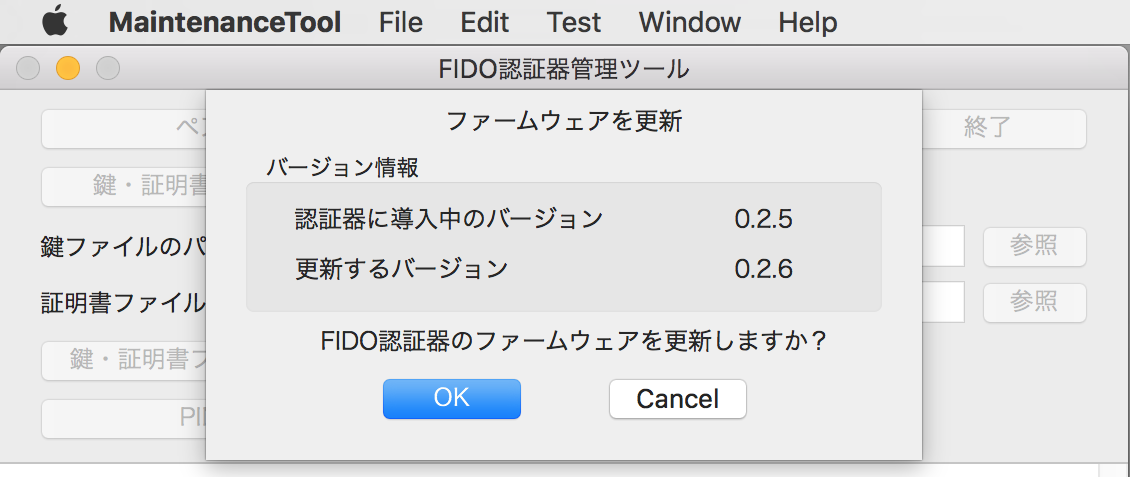 MaintenanceTool File Edit Test Window Help
FIDO認証器管理ツール
ファームウェアを更新
終了
バージョン情報
鍵・証明書
認証器に導入中のバージョン 0.2.5
鍵ファイルのパ
参照
更新するバージョン 0.2.6
証明書ファイル
参照
FIDO認証器のファームウェアを更新しますか？
鍵・証明書フ
OK Cancel